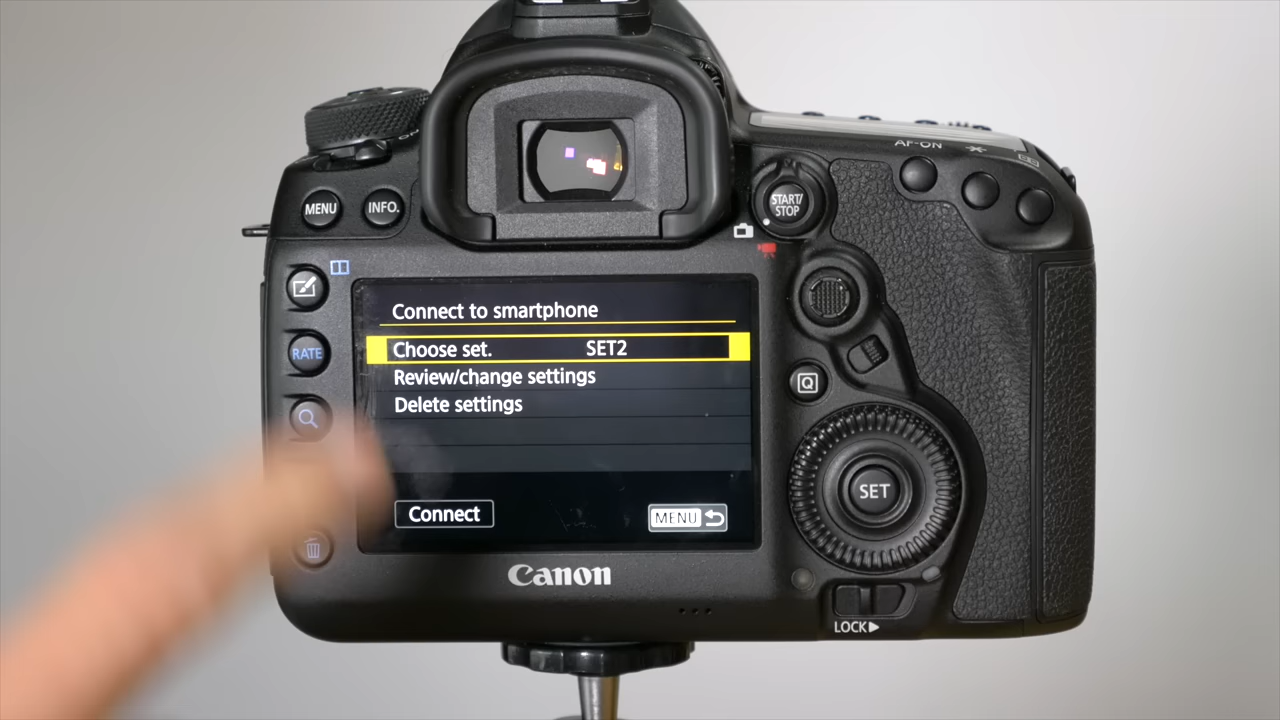 AF-ON
MENU
INFO.
START/
STOP
RATE
Connect to smartphone
Choose set. SET2
Review/change settings
Delete settings
Connect
MENU
Q
SET
Canon
LOCK